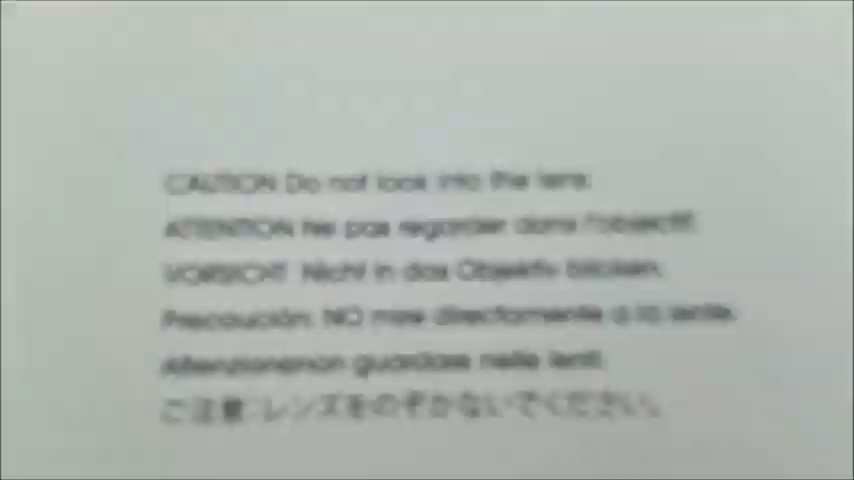 CAUTION Do not look into the lens.
ATTENTION Ne pas regarder dans l'objectif.
VORSICHT Nicht in das Objektiv blicken.
Precaución: NO mire directamente a la lente.
Attenzionenon guardare nelle lenti.
ご注意:レンズをのぞかないでください。